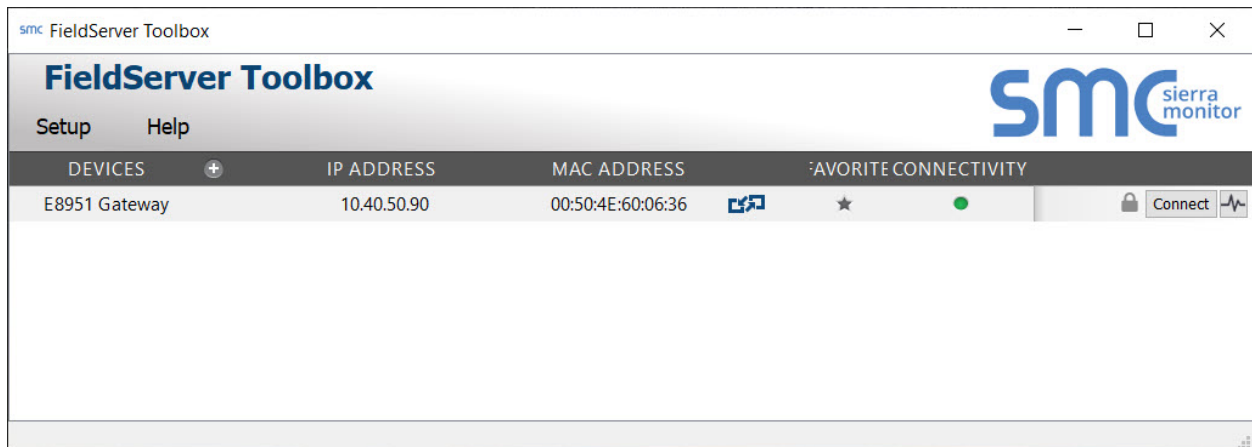 smc FieldServer Toolbox
FieldServer Toolbox
smc sierra monitor
Setup Help
DEVICES IP ADDRESS MAC ADDRESS FAVORITE CONNECTIVITY
E8951 Gateway 10.40.50.90 00:50:4E:60:06:36 Connect